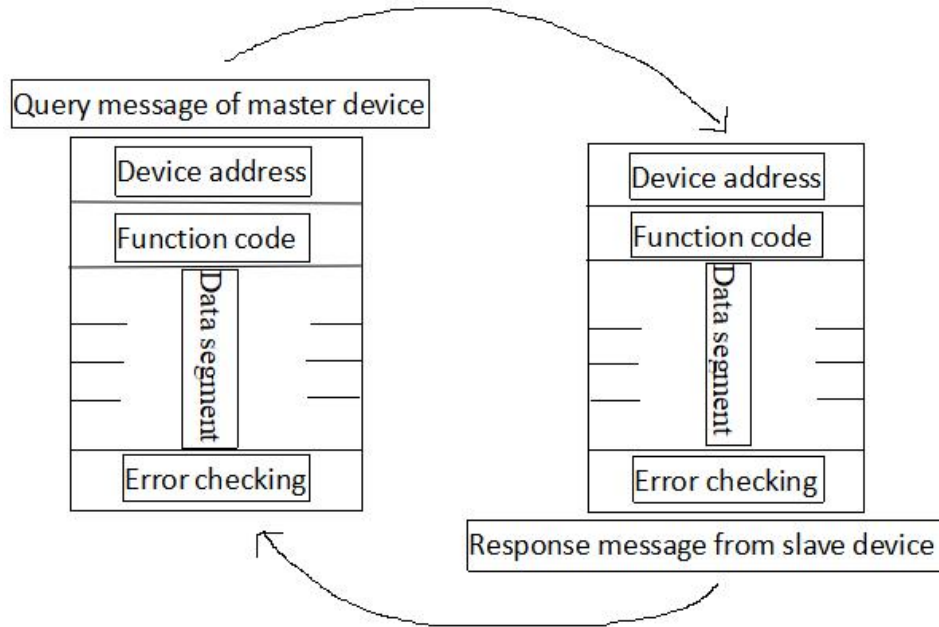 Query message of master device
Device address
Function code
Data segment
Error checking
Device address
Function code
Data segment
Error checking
Response message from slave device